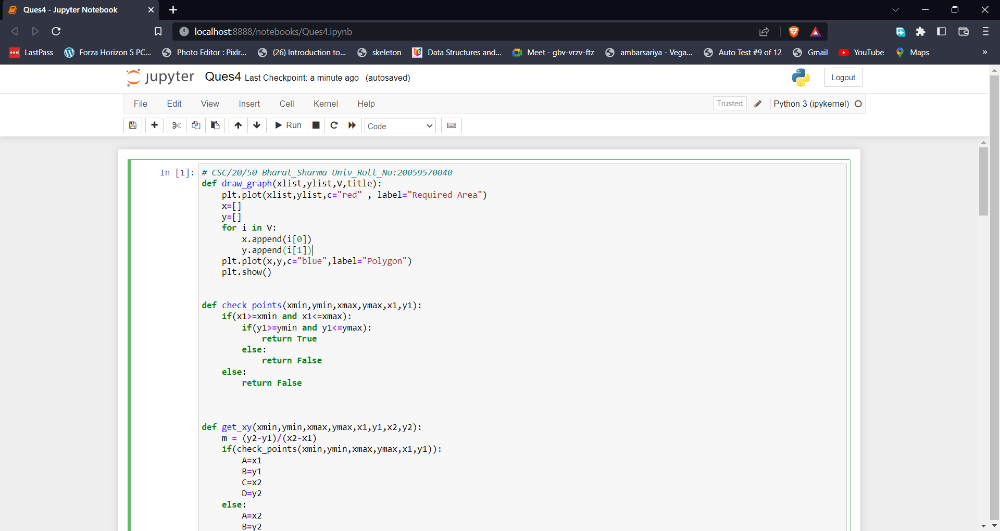 Ques4 - Jupyter Notebook
localhost:8888/notebooks/Ques4.ipynb
LastPass Forza Horizon 5 PC... Photo Editor : Pixlr... (26) Introduction to... skeleton Data Structures and... Meet - gbv-vrzv-ftz ambarsariya - Vega... Auto Test #9 of 12 Gmail YouTube Maps »
jupyter Ques4 Last Checkpoint: a minute ago (autosaved) Logout
File Edit View Insert Cell Kernel Help Trusted Python 3 (ipykernel)
Run Code
In [1]: # CSC/20/50 Bharat_Sharma Univ_Roll_No:20059570040
def draw_graph(xlist,ylist,V,title):
    plt.plot(xlist,ylist,c="red" , label="Required Area")
    x=[]
    y=[]
    for i in V:
        x.append(i[0])
        y.append(i[1])
    plt.plot(x,y,c="blue",label="Polygon")
    plt.show()
def check_points(xmin,ymin,xmax,ymax,x1,y1):
    if(x1>=xmin and x1<=xmax):
        if(y1>=ymin and y1<=ymax):
            return True
        else:
            return False
    else:
        return False
def get_xy(xmin,ymin,xmax,ymax,x1,y1,x2,y2):
    m = (y2-y1)/(x2-x1)
    if(check_points(xmin,ymin,xmax,ymax,x1,y1)):
        A=x1
        B=y1
        C=x2
        D=y2
    else:
        A=x2
        B=y2